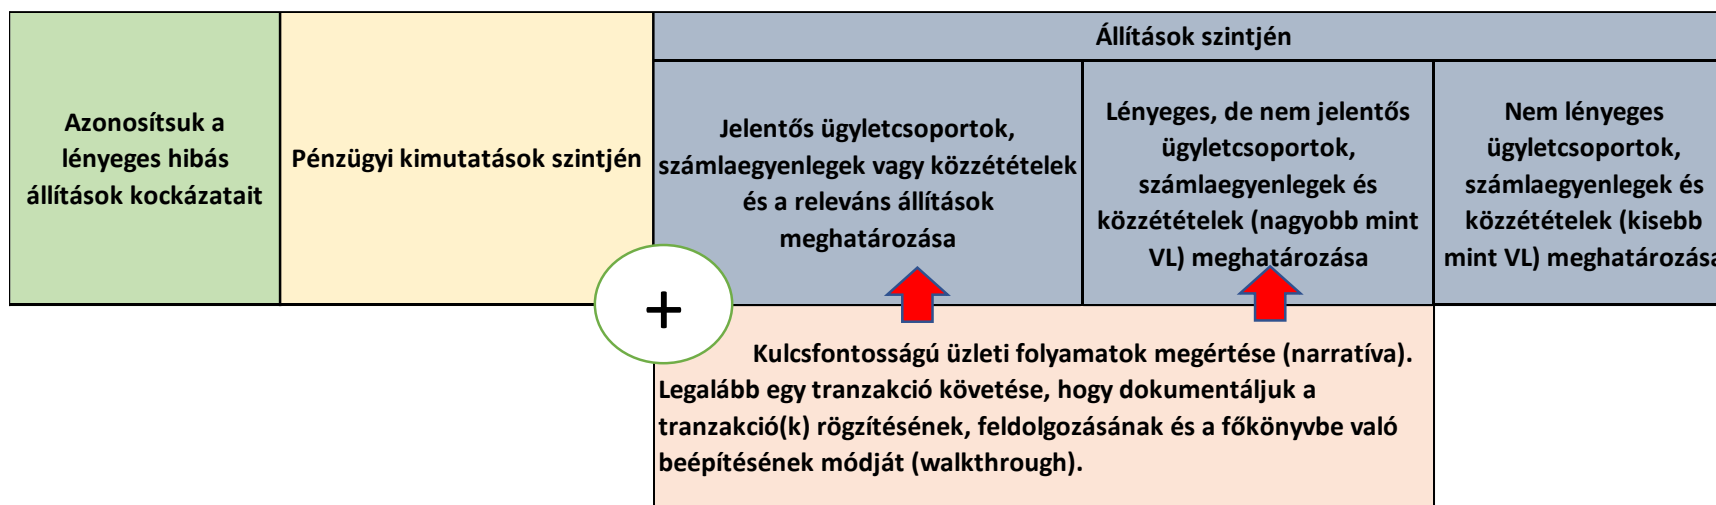 Azonosítsuk a
lényeges hibás
állítások kockázatait
Pénzügyi kimutatások szintjén
Állítások szintjén
Jelentős ügyletcsoportok,
számlaegyenlegek vagy közzétételek
és a releváns állítások
meghatározása
Lényeges, de nem jelentős
ügyletcsoportok,
számlaegyenlegek és
közzétételek (nagyobb mint
VL) meghatározása
Nem lényeges
ügyletcsoportok,
számlaegyenlegek és
közzétételek (kisebb
mint VL) meghatározása
+
Kulcsfontosságú üzleti folyamatok megértése (narratíva).
Legalább egy tranzakció követése, hogy dokumentáljuk a
tranzakció(k) rögzítésének, feldolgozásának és a főkönyvbe való
beépítésének módját (walkthrough).